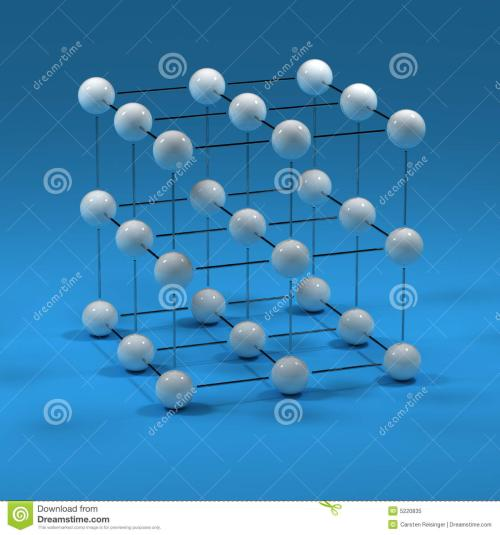 dreamstime
dreamstime
dreamstime
dreamstime
dreamstime
dreamstime
dreamstime
dreamstime
dreamstime
Download from
Dreamstime.com
This watermarked comp image is for previewing purposes only.
5220835
Carsten Reisinger | Dreamstime.com